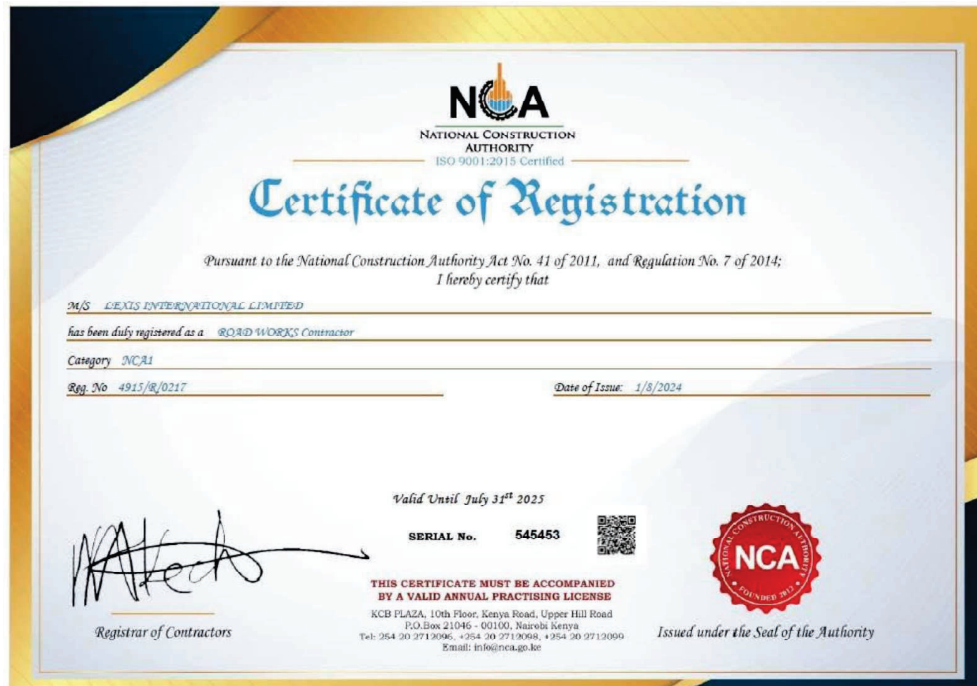 NCA
NATIONAL CONSTRUCTION
AUTHORITY
ISO 9001:2015 Certified
Certificate of Registration
Pursuant to the National Construction Authority Act No. 41 of 2011, and Regulation No. 7 of 2014;
I hereby certify that
M/S LEXIS INTERNATIONAL LIMITED
has been duly registered as a ROAD WORKS Contractor
Category NCA1
Reg. No 4915/R/0217 Date of Issue: 1/8/2024
Valid Until July 31st 2025
SERIAL No. 545453
THIS CERTIFICATE MUST BE ACCOMPANIED
BY A VALID ANNUAL PRACTISING LICENSE
KCB PLAZA, 10th Floor, Kenya Road, Upper Hill Road
P.O.Box 21046 - 00100, Nairobi Kenya
Tel: 254 20 2712096, +254 20 2712098, +254 20 2712099
Email: info@nca.go.ke
Registrar of Contractors
NATIONAL CONSTRUCTION AUTHORITY
NCA
FOUNDED 2012
Issued under the Seal of the Authority